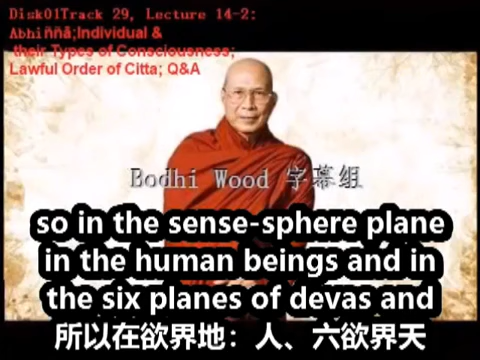 Disk01Track 29, Lecture 14-2:
Abhiññā;Individual &
their Types of Consciousness;
Lawful Order of Citta; Q&A
Bodhi Wood 字幕组
so in the sense-sphere plane
in the human beings and in
the six planes of devas and
所以在欲界地：人、六欲界天